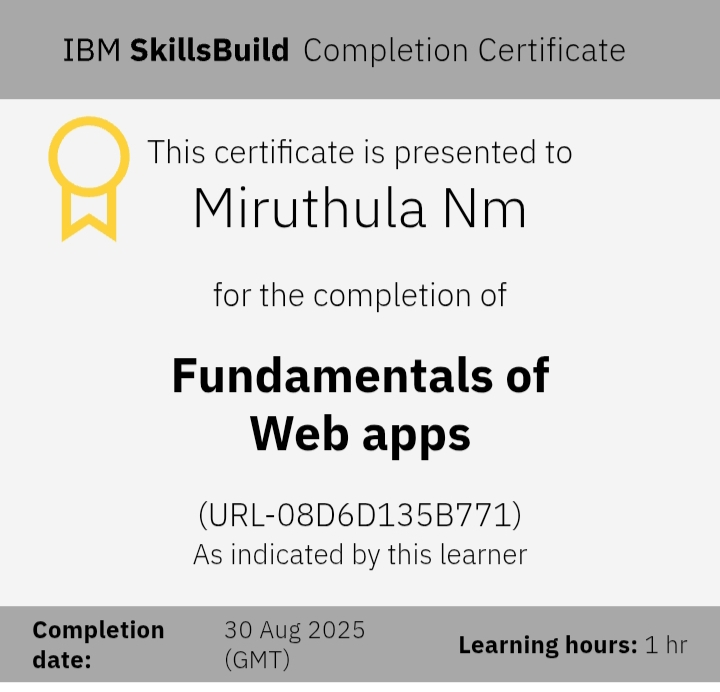 IBM SkillsBuild Completion Certificate
This certificate is presented to
Miruthula Nm
for the completion of
Fundamentals of
Web apps
(URL-08D6D135B771)
As indicated by this learner
Completion
date:
30 Aug 2025
(GMT)
Learning hours: 1 hr